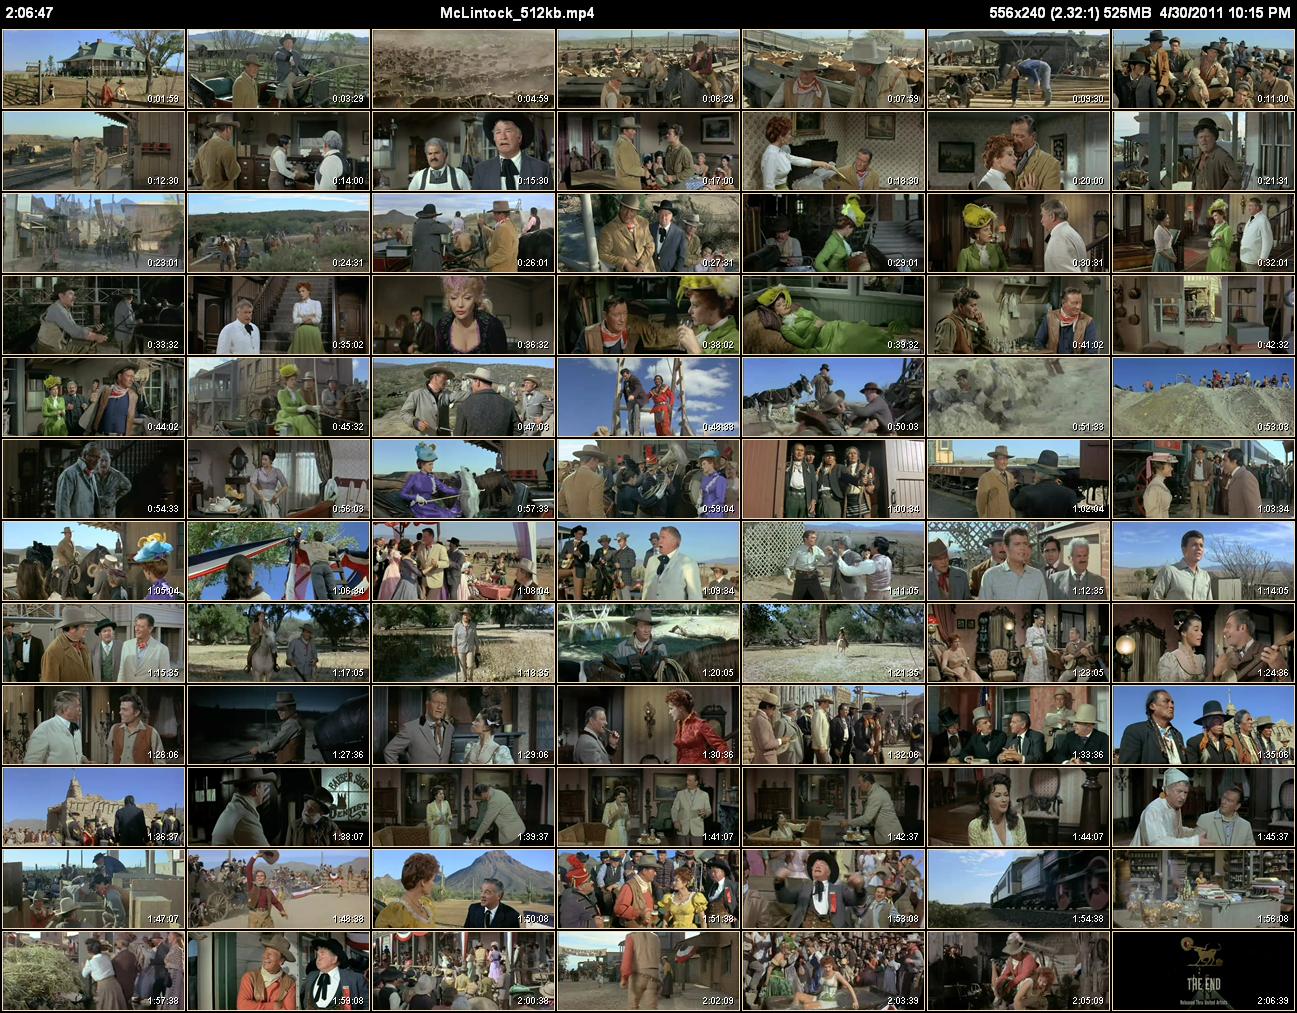 2:06:47 McLintock_512kb.mp4 556x240 (2.32:1) 525MB 4/30/2011 10:15 PM
0:01:59 0:03:29 0:04:59 0:06:29 0:07:59 0:09:30 0:11:00
0:12:30 0:14:00 0:15:30 0:17:00 0:18:30 0:20:00 0:21:31
0:23:01 0:24:31 0:26:01 0:27:31 0:29:01 0:30:31 0:32:01
0:33:32 0:35:02 0:36:32 0:38:02 0:39:32 0:41:02 0:42:32
0:44:02 0:45:32 0:47:03 0:48:33 0:50:03 0:51:33 0:53:03
0:54:33 0:56:03 0:57:33 0:59:04 1:00:34 1:02:04 1:03:34
1:05:04 1:06:34 1:08:04 1:09:34 1:11:05 1:12:35 1:14:05
1:15:35 1:17:05 1:18:35 1:20:05 1:21:35 1:23:05 1:24:36
1:26:06 1:27:36 1:29:06 1:30:36 1:32:06 1:33:36 1:35:06
BARBER SHOP
DENTIST
1:36:37 1:38:07 1:39:37 1:41:07 1:42:37 1:44:07 1:45:37
1:47:07 1:48:38 1:50:08 1:51:38 1:53:08 1:54:38 1:56:08
THE END
Released Thru United Artists
1:57:38 1:59:08 2:00:38 2:02:09 2:03:39 2:05:09 2:06:39